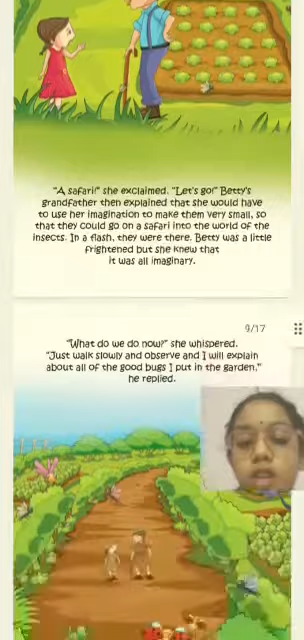 "A safari!" she exclaimed. "Let's go!" Betty's
grandfather then explained that she would have
to use her imagination to make them very small, so
that they could go on a safari into the world of the
insects. In a flash, they were there. Betty was a little
frightened but she knew that
it was all imaginary.
9/17
"What do we do now?" she whispered.
"Just walk slowly and observe and I will explain
about all of the good bugs I put in the garden,"
he replied.